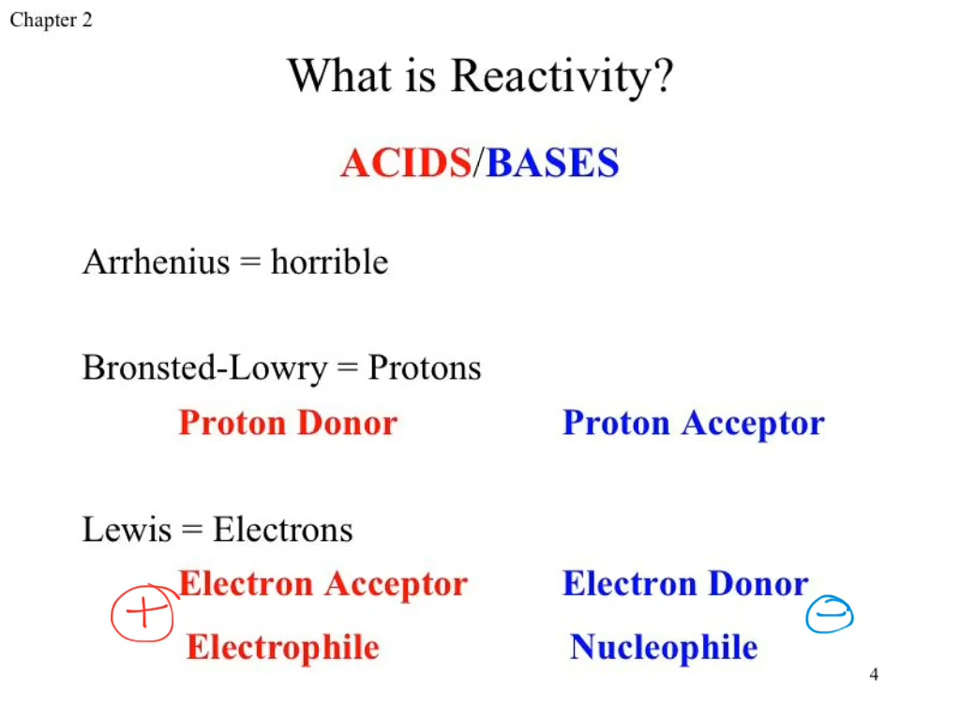 Chapter 2
What is Reactivity?
ACIDS/BASES
Arrhenius = horrible
Bronsted-Lowry = Protons
Proton Donor Proton Acceptor
Lewis = Electrons
Electron Acceptor Electron Donor
+ −
Electrophile Nucleophile
4